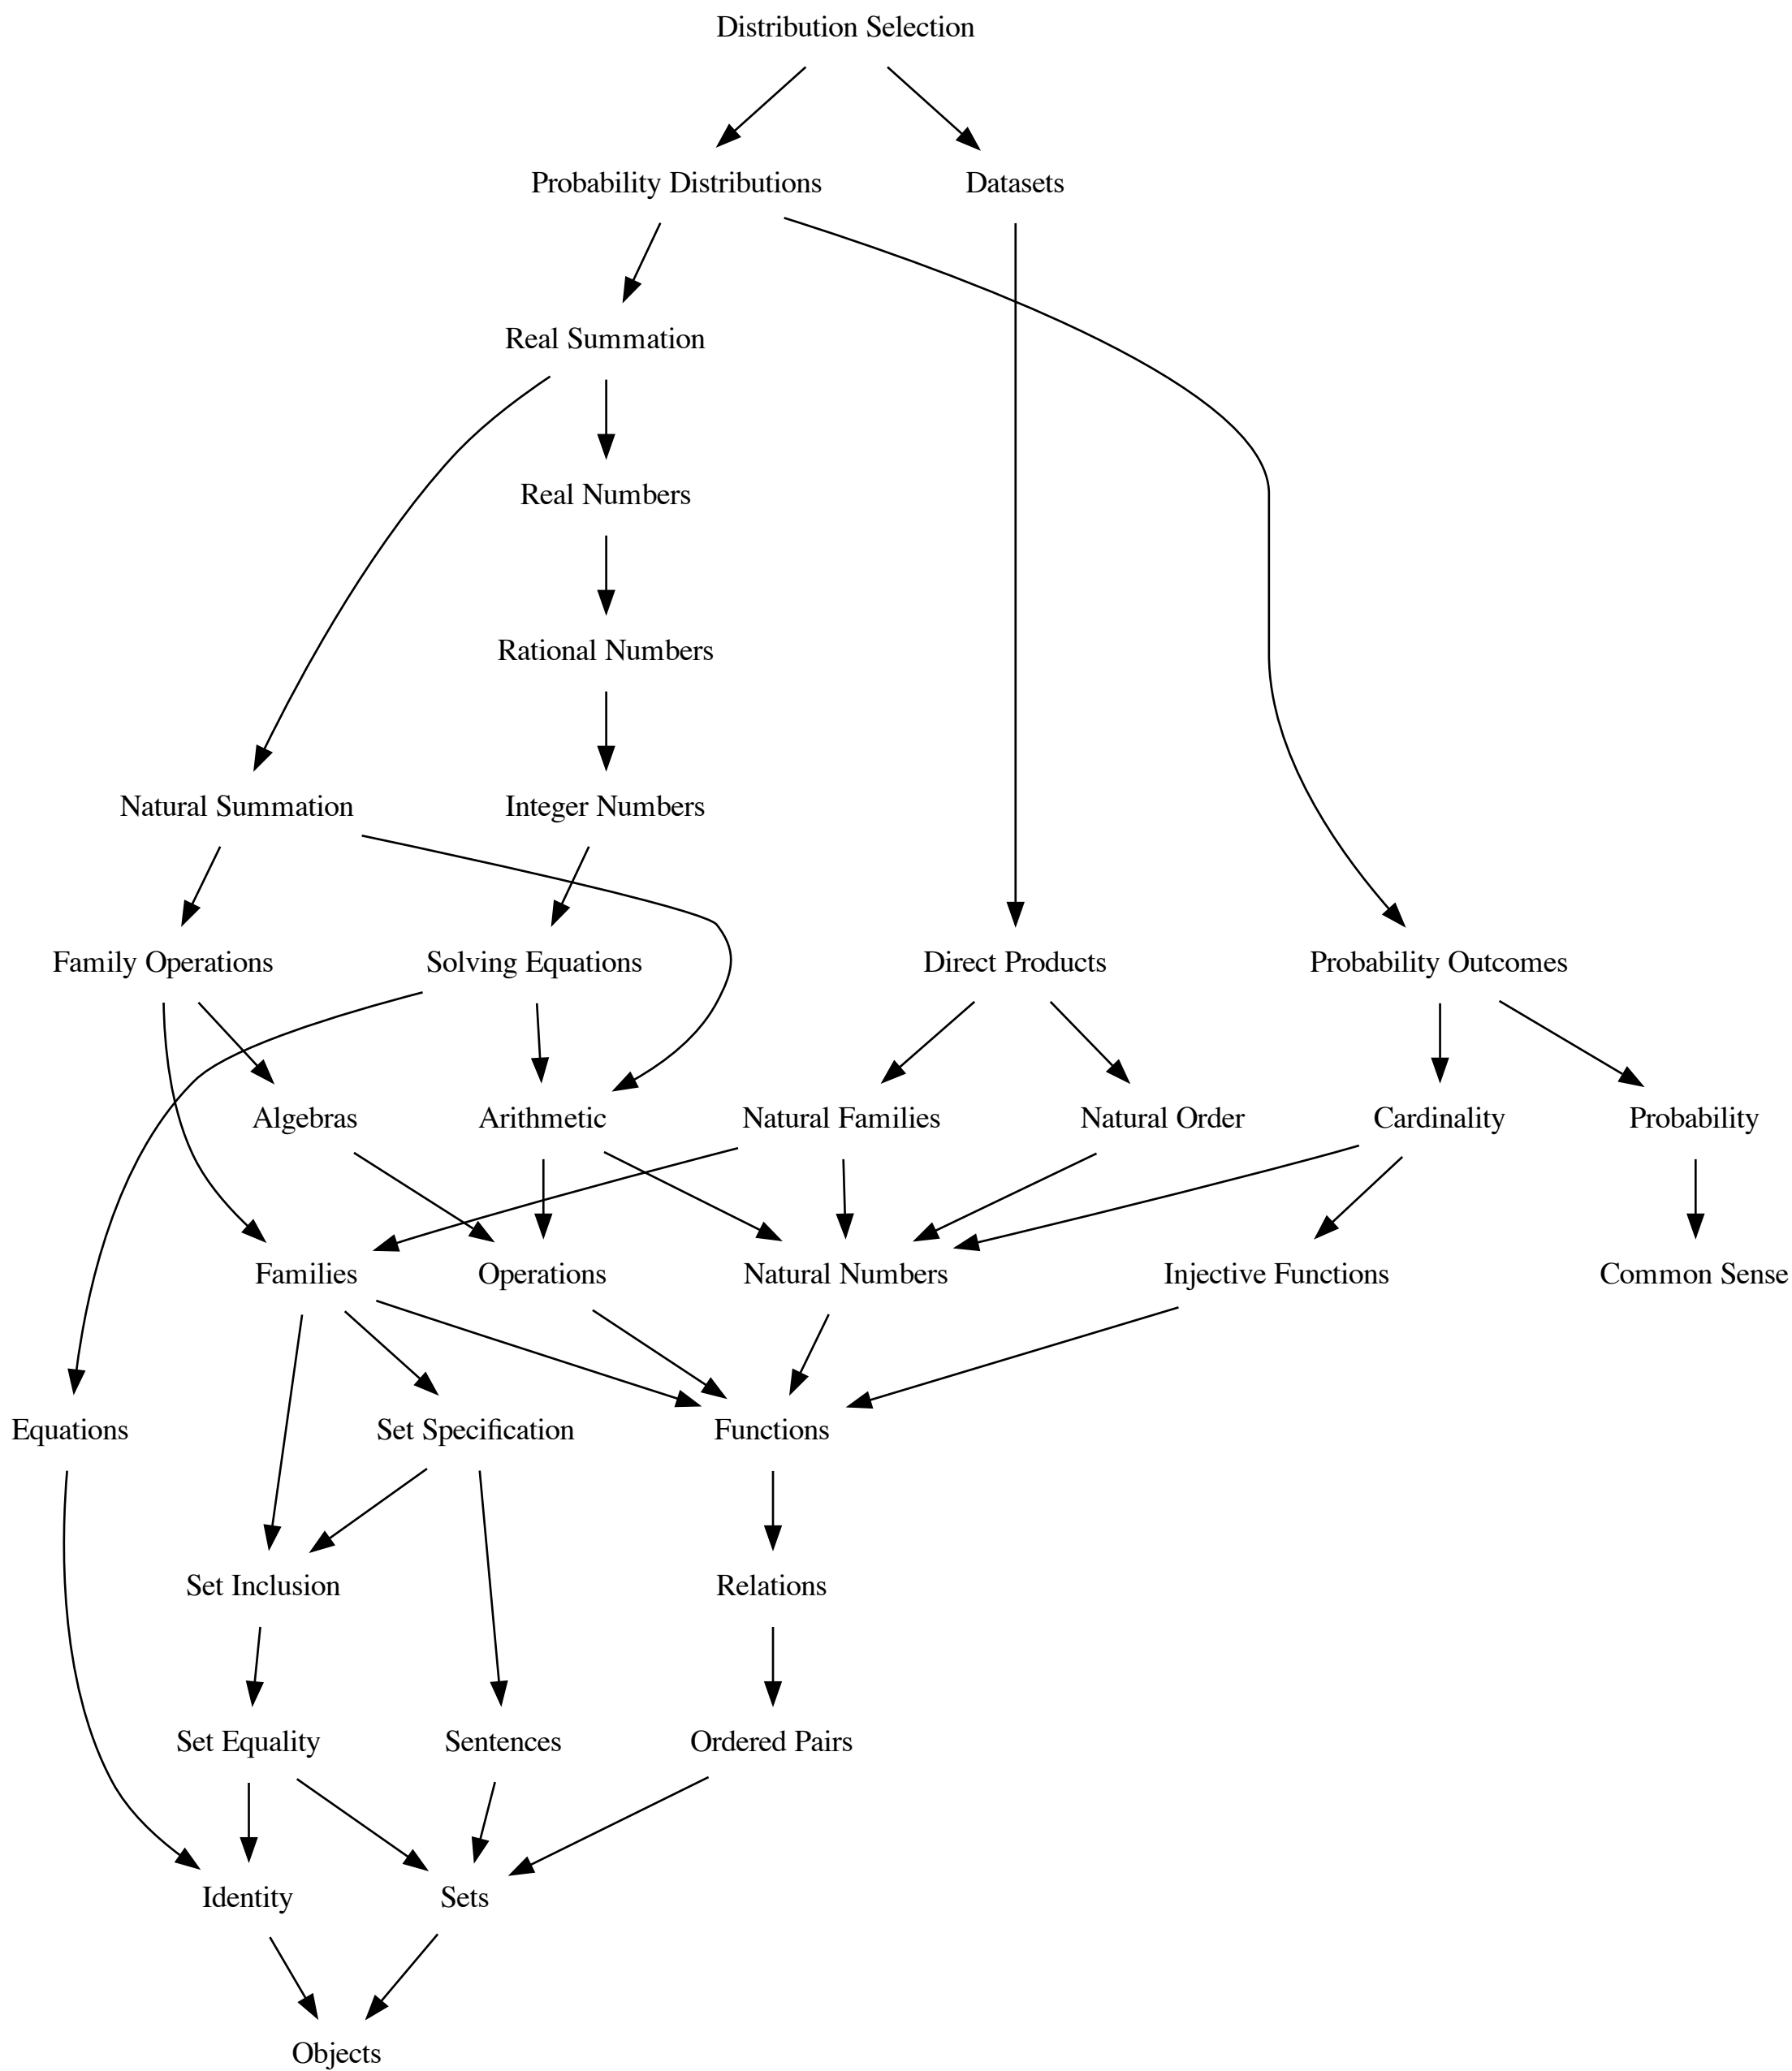 Distribution Selection
Probability Distributions
Datasets
Real Summation
Real Numbers
Rational Numbers
Natural Summation
Integer Numbers
Family Operations
Solving Equations
Direct Products
Probability Outcomes
Algebras
Arithmetic
Natural Families
Natural Order
Cardinality
Probability
Families
Operations
Natural Numbers
Injective Functions
Common Sense
Equations
Set Specification
Functions
Set Inclusion
Relations
Set Equality
Sentences
Ordered Pairs
Identity
Sets
Objects